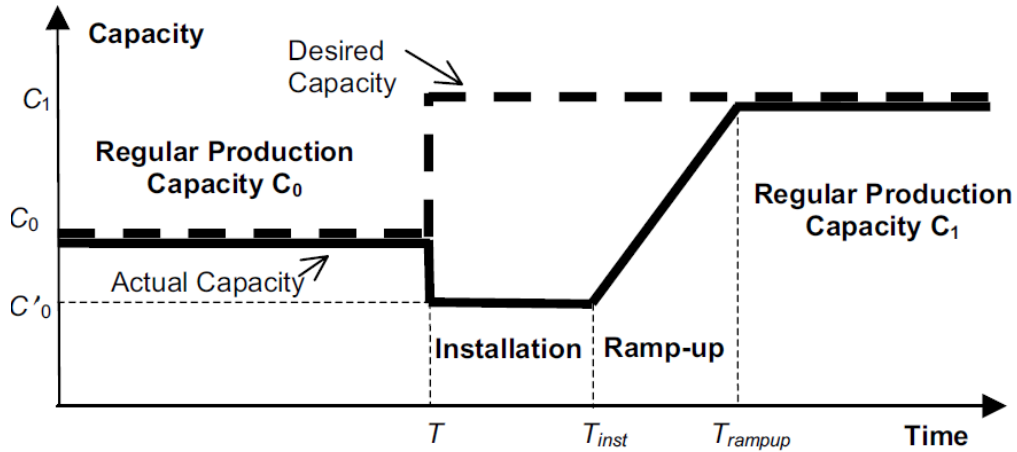 Capacity
Desired
Capacity
C1
Regular Production
Capacity C0
Regular Production
Capacity C1
C0
Actual Capacity
C'0
Installation
Ramp-up
T
Tinst
Trampup
Time